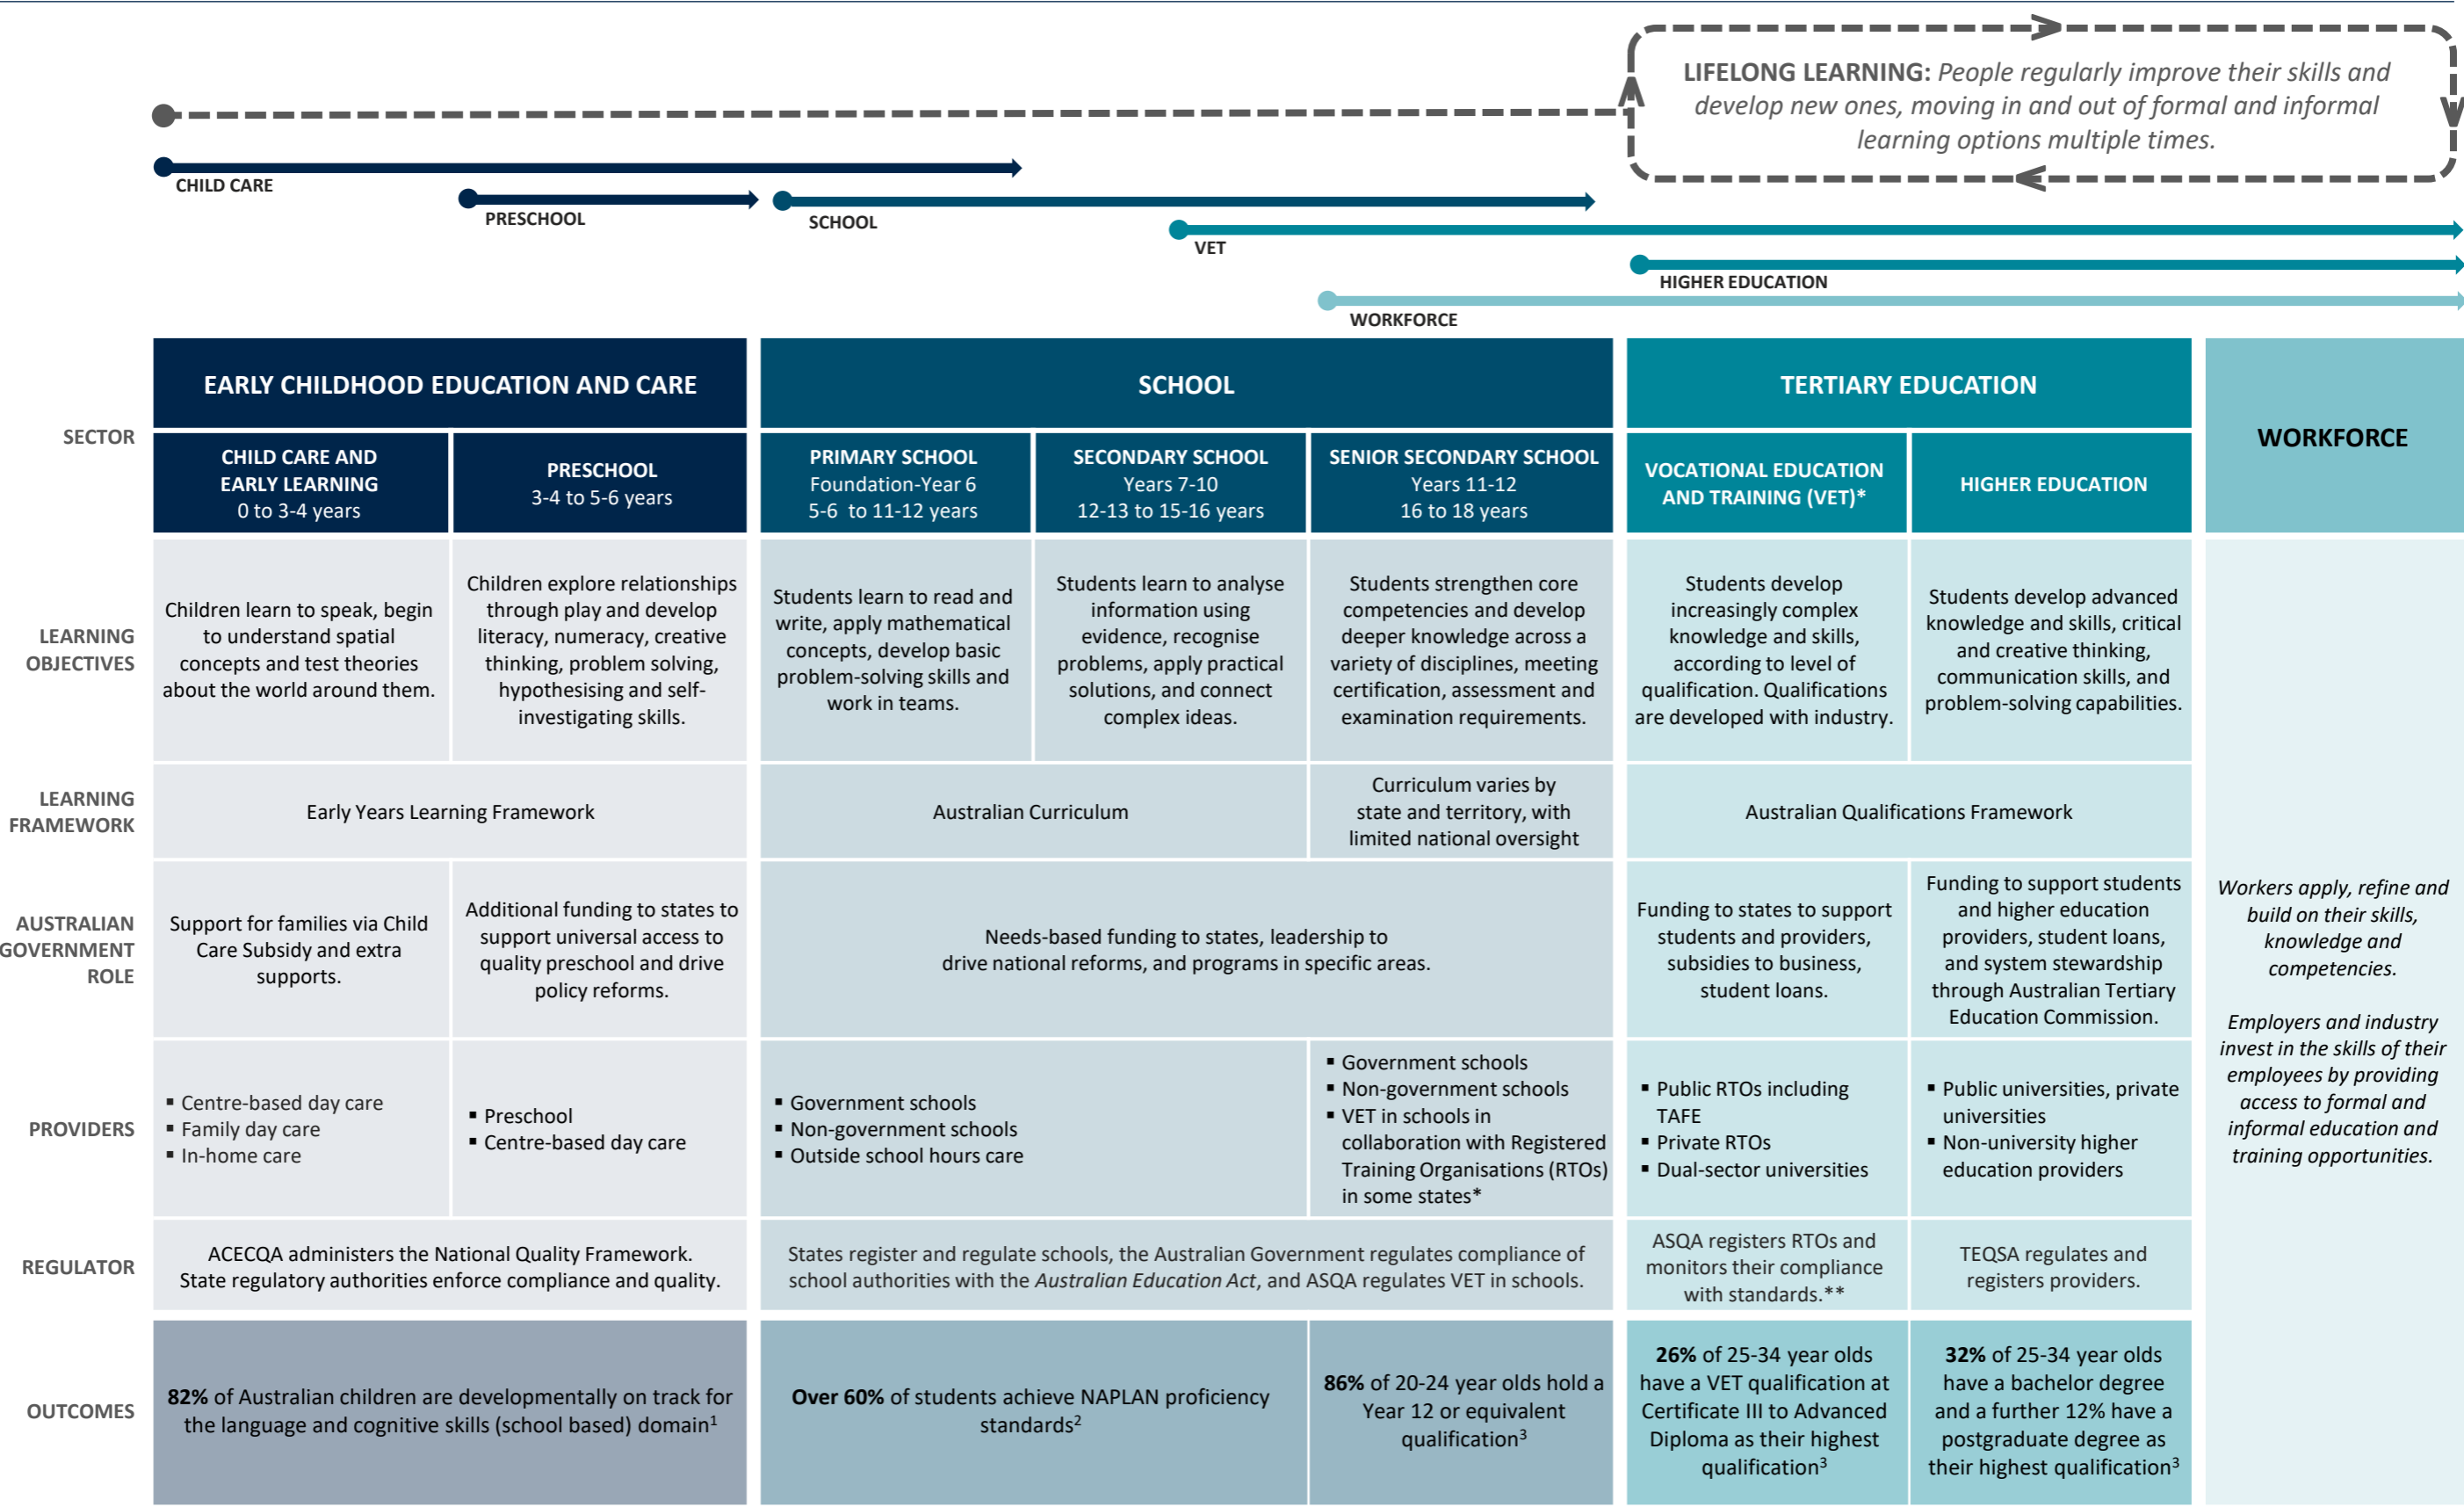 LIFELONG LEARNING: People regularly improve their skills and
develop new ones, moving in and out of formal and informal
learning options multiple times.
CHILD CARE
PRESCHOOL
SCHOOL
VET
HIGHER EDUCATION
WORKFORCE
SECTOR
EARLY CHILDHOOD EDUCATION AND CARE
SCHOOL
TERTIARY EDUCATION
WORKFORCE
CHILD CARE AND
EARLY LEARNING
0 to 3-4 years
PRESCHOOL
3-4 to 5-6 years
PRIMARY SCHOOL
Foundation-Year 6
5-6 to 11-12 years
SECONDARY SCHOOL
Years 7-10
12-13 to 15-16 years
SENIOR SECONDARY SCHOOL
Years 11-12
16 to 18 years
VOCATIONAL EDUCATION
AND TRAINING (VET)*
HIGHER EDUCATION
LEARNING
OBJECTIVES
Children learn to speak, begin
to understand spatial
concepts and test theories
about the world around them.
Children explore relationships
through play and develop
literacy, numeracy, creative
thinking, problem solving,
hypothesising and self-
investigating skills.
Students learn to read and
write, apply mathematical
concepts, develop basic
problem-solving skills and
work in teams.
Students learn to analyse
information using
evidence, recognise
problems, apply practical
solutions, and connect
complex ideas.
Students strengthen core
competencies and develop
deeper knowledge across a
variety of disciplines, meeting
certification, assessment and
examination requirements.
Students develop
increasingly complex
knowledge and skills,
according to level of
qualification. Qualifications
are developed with industry.
Students develop advanced
knowledge and skills, critical
and creative thinking,
communication skills, and
problem-solving capabilities.
LEARNING
FRAMEWORK
Early Years Learning Framework
Australian Curriculum
Curriculum varies by
state and territory, with
limited national oversight
Australian Qualifications Framework
AUSTRALIAN
GOVERNMENT
ROLE
Support for families via Child
Care Subsidy and extra
supports.
Additional funding to states to
support universal access to
quality preschool and drive
policy reforms.
Needs-based funding to states, leadership to
drive national reforms, and programs in specific areas.
Funding to states to support
students and providers,
subsidies to business,
student loans.
Funding to support students
and higher education
providers, student loans,
and system stewardship
through Australian Tertiary
Education Commission.
Workers apply, refine and
build on their skills,
knowledge and
competencies.
Employers and industry
invest in the skills of their
employees by providing
access to formal and
informal education and
training opportunities.
PROVIDERS
▪ Centre-based day care
▪ Family day care
▪ In-home care
▪ Preschool
▪ Centre-based day care
▪ Government schools
▪ Non-government schools
▪ Outside school hours care
▪ Government schools
▪ Non-government schools
▪ VET in schools in
collaboration with Registered
Training Organisations (RTOs)
in some states*
▪ Public RTOs including
TAFE
▪ Private RTOs
▪ Dual-sector universities
▪ Public universities, private
universities
▪ Non-university higher
education providers
REGULATOR
ACECQA administers the National Quality Framework.
State regulatory authorities enforce compliance and quality.
States register and regulate schools, the Australian Government regulates compliance of
school authorities with the Australian Education Act, and ASQA regulates VET in schools.
ASQA registers RTOs and
monitors their compliance
with standards.**
TEQSA regulates and
registers providers.
OUTCOMES
82% of Australian children are developmentally on track for
the language and cognitive skills (school based) domain¹
Over 60% of students achieve NAPLAN proficiency
standards²
86% of 20-24 year olds hold a
Year 12 or equivalent
qualification³
26% of 25-34 year olds
have a VET qualification at
Certificate III to Advanced
Diploma as their highest
qualification³
32% of 25-34 year olds
have a bachelor degree
and a further 12% have a
postgraduate degree as
their highest qualification³